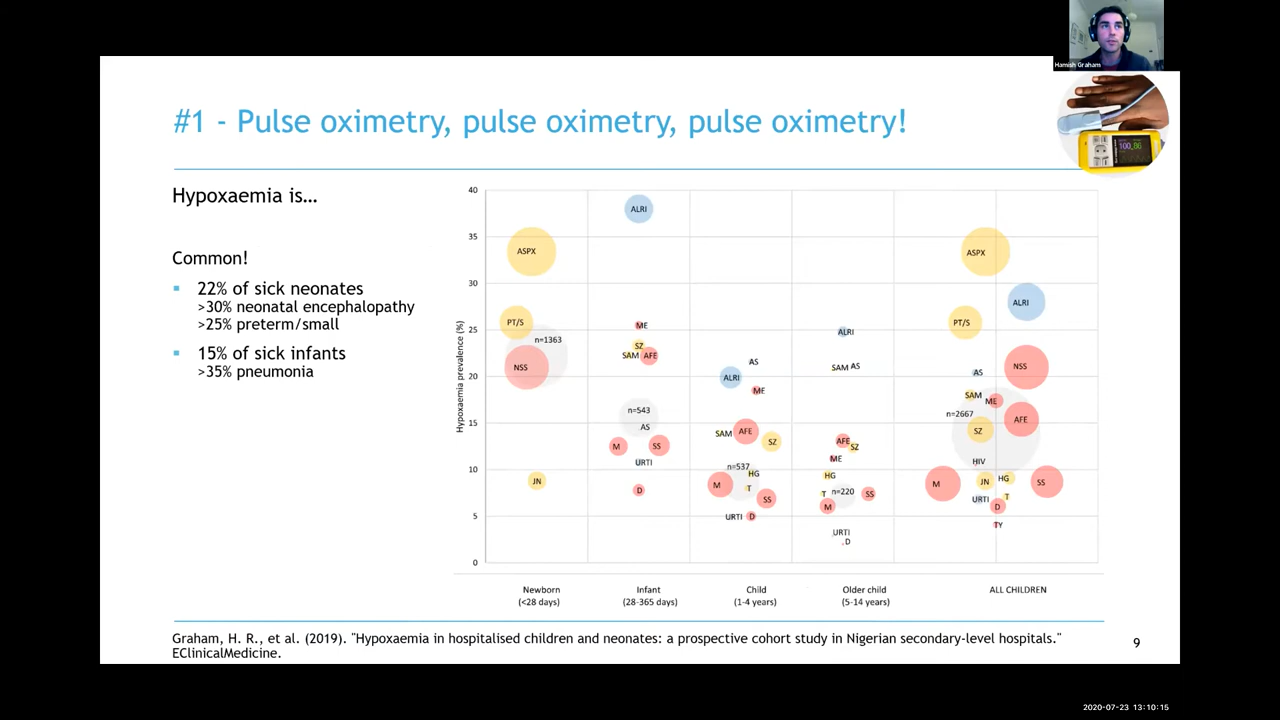 Hamish Graham
#1 - Pulse oximetry, pulse oximetry, pulse oximetry!
100 86
Hypoxaemia is…
Common!
22% of sick neonates
>30% neonatal encephalopathy
>25% preterm/small
15% of sick infants
>35% pneumonia
Hypoxaemia prevalence (%)
40
35
30
25
20
15
10
5
0
ASPX
PT/S
n=1363
NSS
JN
ALRI
ME
SZ
SAM AFE
n=543
AS
M SS
URTI
D
AS
ALRI
ME
SAM AFE
SZ
n=537
HG
M T
SS
URTI D
ALRI
SAM AS
AFE SZ
ME
HG
T n=220 SS
M
URTI
D
ASPX
ALRI
PT/S
NSS
AS
SAM ME
n=2667
AFE
SZ
HIV
M JN HG SS
URTI T
D
TY
Newborn
(<28 days)
Infant
(28-365 days)
Child
(1-4 years)
Older child
(5-14 years)
ALL CHILDREN
Graham, H. R., et al. (2019). "Hypoxaemia in hospitalised children and neonates: a prospective cohort study in Nigerian secondary-level hospitals."
EClinicalMedicine.
9
2020-07-23 13:10:15